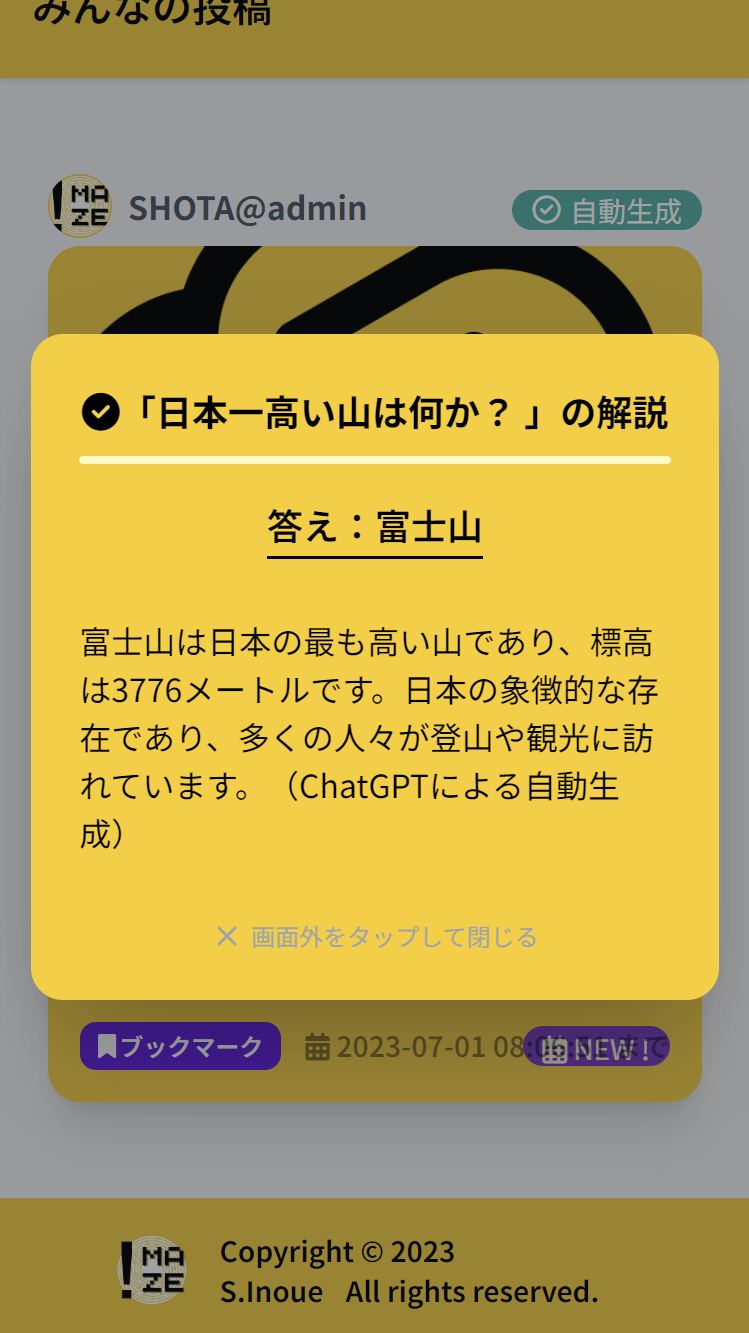 みんなの投稿
!MAZE
SHOTA@admin
自動生成
「日本一高い山は何か？ 」の解説
答え：富士山
富士山は日本の最も高い山であり、標高
は3776メートルです。日本の象徴的な存
在であり、多くの人々が登山や観光に訪
れています。（ChatGPTによる自動生
成）
画面外をタップして閉じる
ブックマーク
2023-07-01 08: まで
NEW !
!MAZE
Copyright © 2023
S.Inoue All rights reserved.